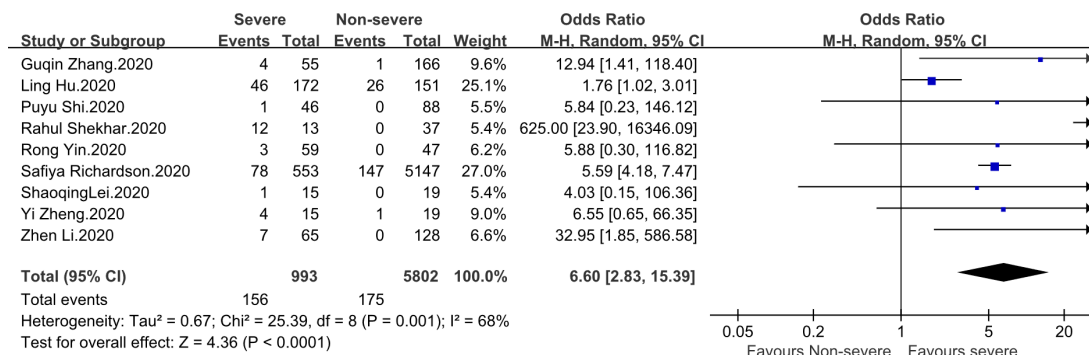 Severe Non-severe Odds Ratio Odds Ratio
Study or Subgroup Events Total Events Total Weight M-H, Random, 95% CI M-H, Random, 95% CI
Guqin Zhang.2020 4 55 1 166 9.6% 12.94 [1.41, 118.40]
Ling Hu.2020 46 172 26 151 25.1% 1.76 [1.02, 3.01]
Puyu Shi.2020 1 46 0 88 5.5% 5.84 [0.23, 146.12]
Rahul Shekhar.2020 12 13 0 37 5.4% 625.00 [23.90, 16346.09]
Rong Yin.2020 3 59 0 47 6.2% 5.88 [0.30, 116.82]
Safiya Richardson.2020 78 553 147 5147 27.0% 5.59 [4.18, 7.47]
ShaoqingLei.2020 1 15 0 19 5.4% 4.03 [0.15, 106.36]
Yi Zheng.2020 4 15 1 19 9.0% 6.55 [0.65, 66.35]
Zhen Li.2020 7 65 0 128 6.6% 32.95 [1.85, 586.58]
Total (95% CI) 993 5802 100.0% 6.60 [2.83, 15.39]
Total events 156 175
Heterogeneity: Tau² = 0.67; Chi² = 25.39, df = 8 (P = 0.001); I² = 68%
Test for overall effect: Z = 4.36 (P < 0.0001)
0.05 0.2 1 5 20
Favours Non-severe Favours severe